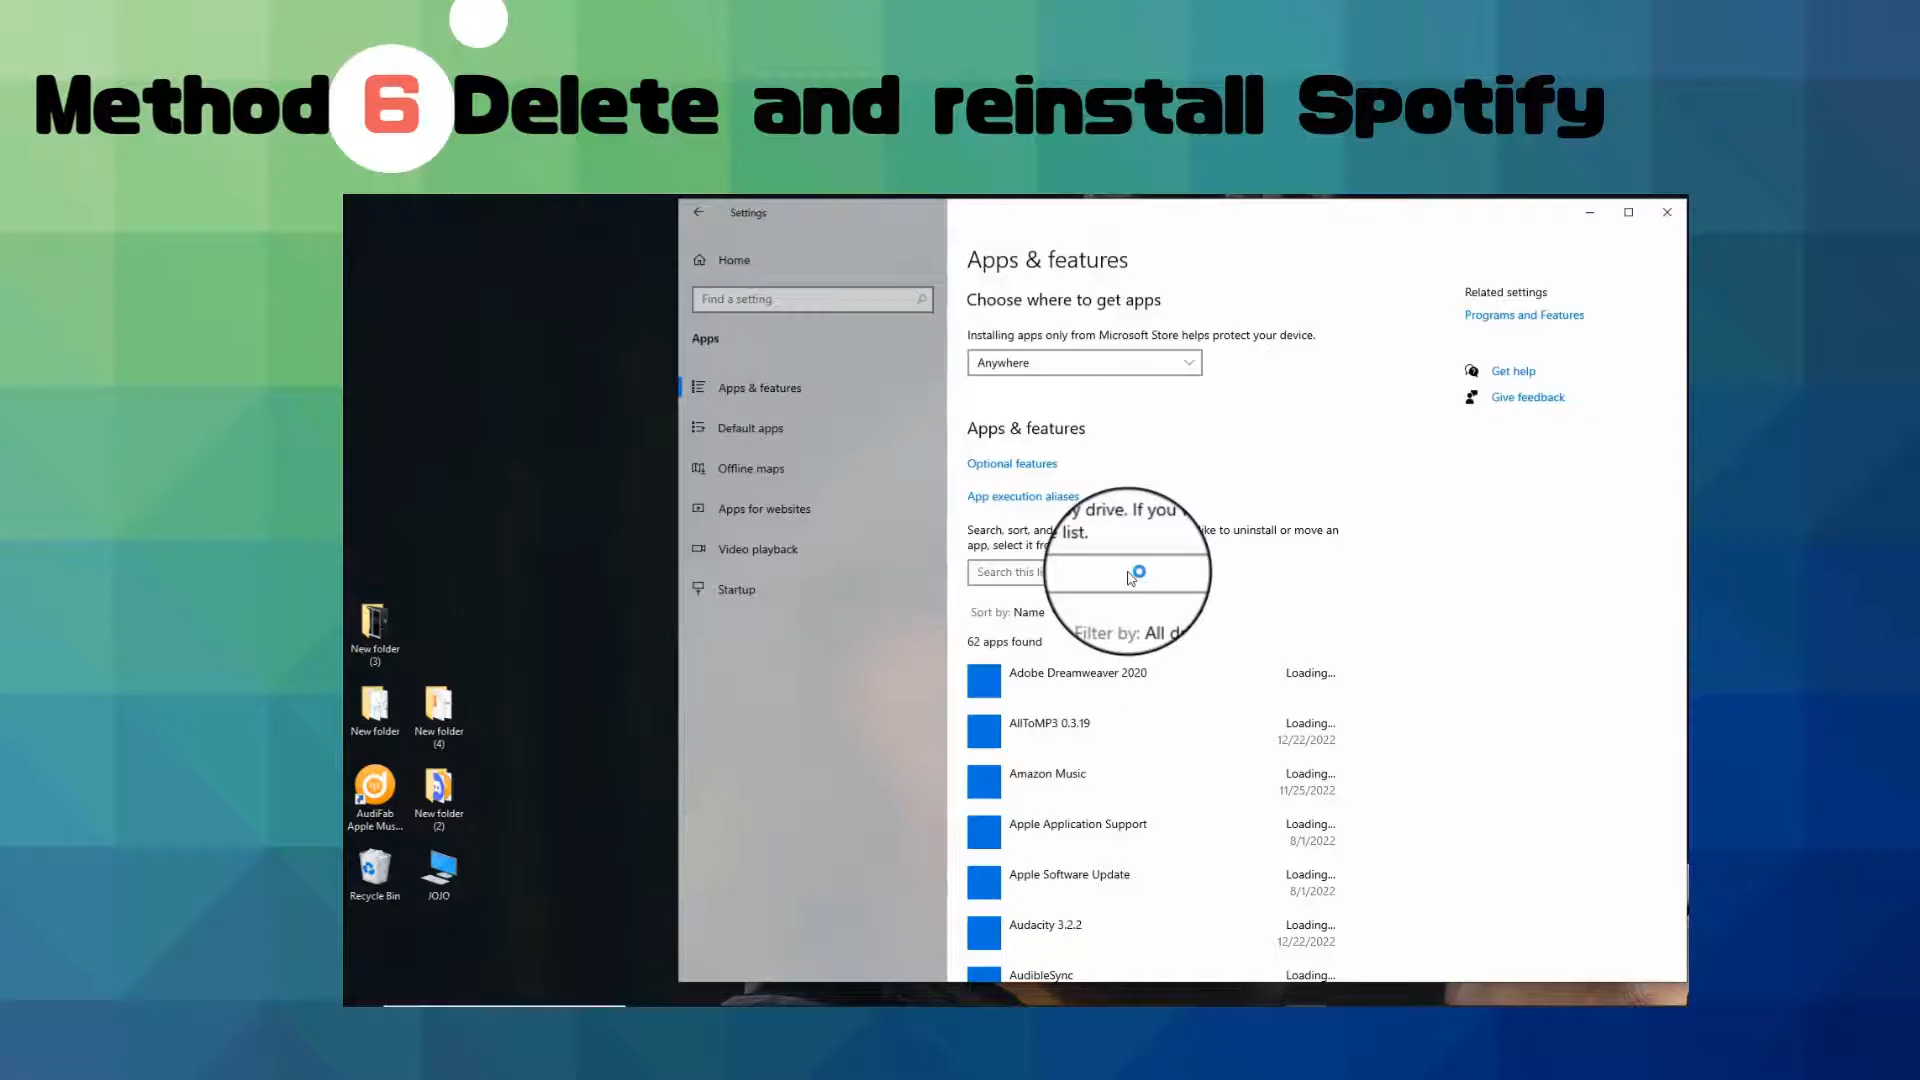 Method 6 Delete and reinstall Spotify
Settings
Home
Find a setting
Apps
Apps & features
Default apps
Offline maps
Apps for websites
Video playback
Startup
Apps & features
Choose where to get apps
Installing apps only from Microsoft Store helps protect your device.
Anywhere
Apps & features
Optional features
App execution aliases
y drive. If you
list.
Search, sort, and
like to uninstall or move an
app, select it
Search this
Sort by: Name
Filter by: All
62 apps found
Adobe Dreamweaver 2020 Loading...
AllToMP3 0.3.19 Loading...
12/22/2022
Amazon Music Loading...
11/25/2022
Apple Application Support Loading...
8/1/2022
Apple Software Update Loading...
8/1/2022
Audacity 3.2.2 Loading...
12/22/2022
AudibleSync Loading...
Related settings
Programs and Features
Get help
Give feedback
New folder
(3)
New folder
New folder
(4)
AudiFab
Apple Mus...
New folder
(2)
Recycle Bin
JOJO